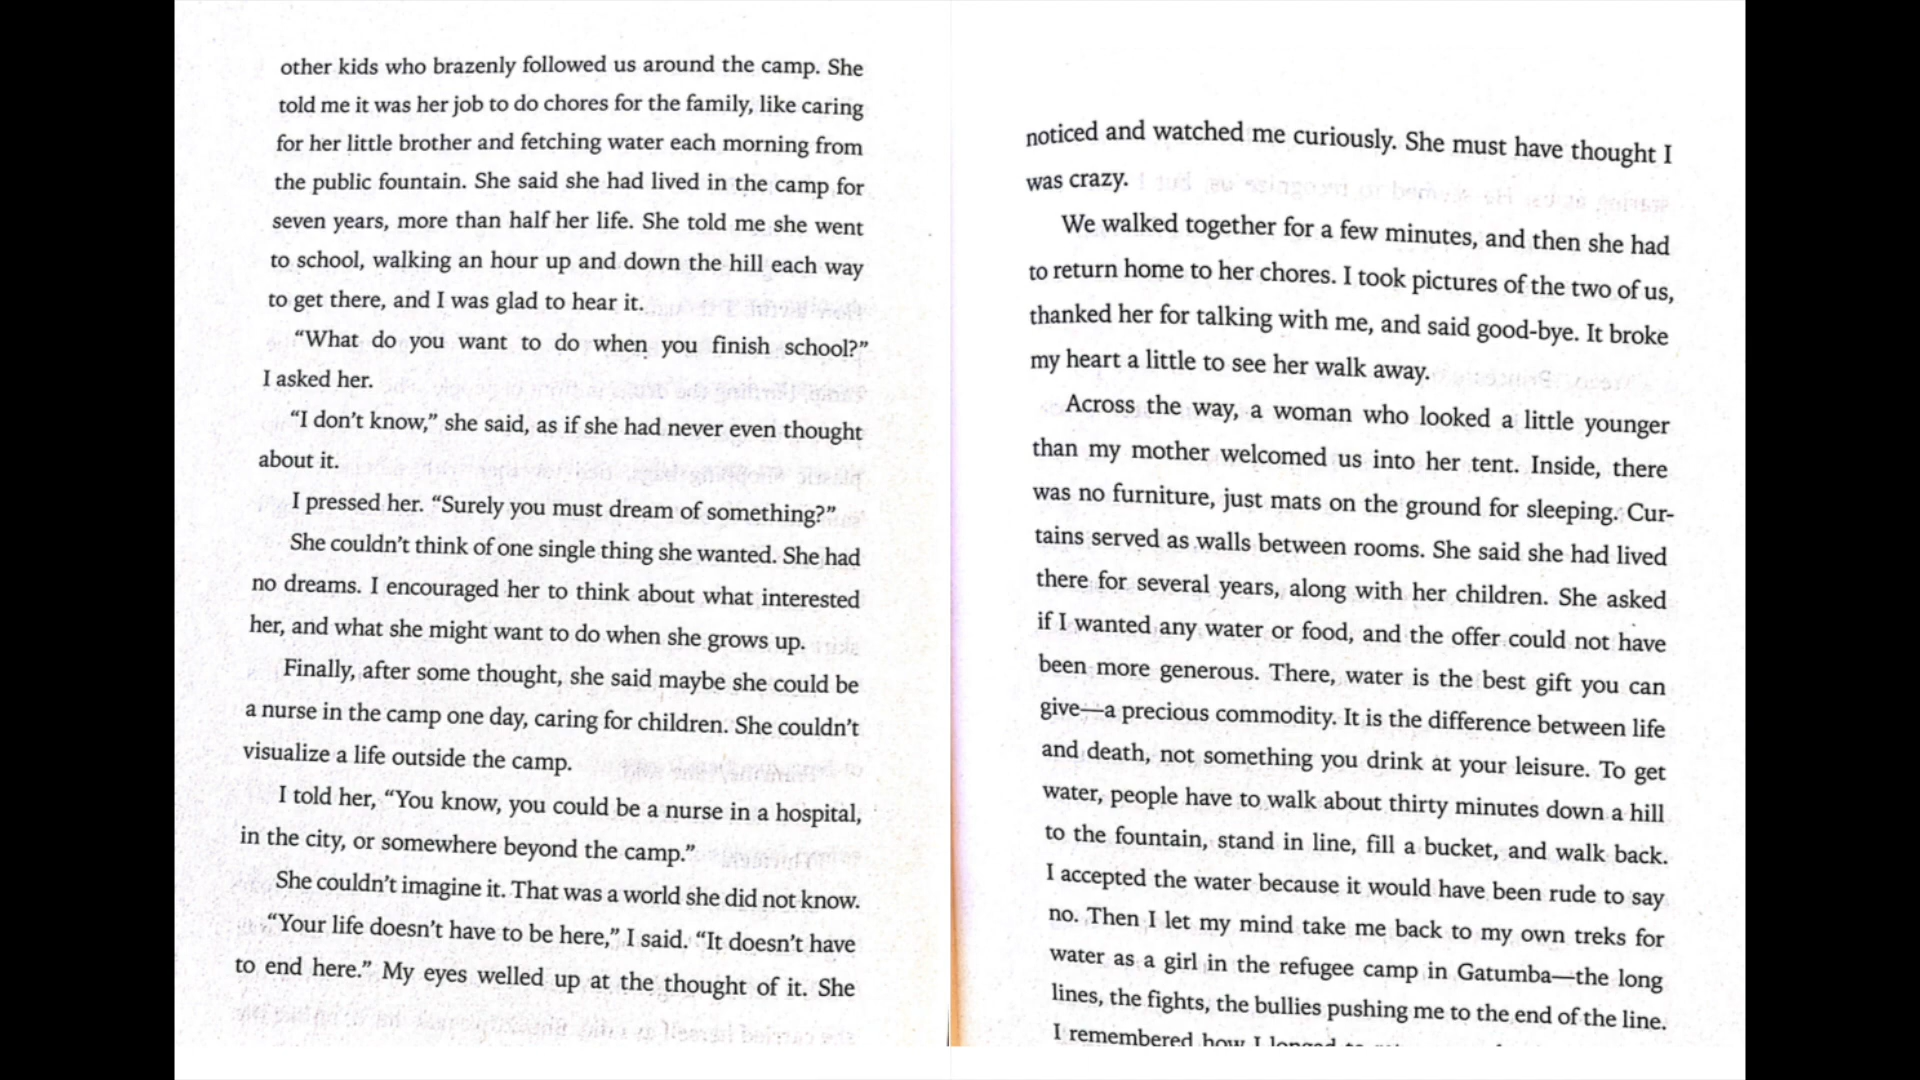 other kids who brazenly followed us around the camp. She
told me it was her job to do chores for the family, like caring
for her little brother and fetching water each morning from
the public fountain. She said she had lived in the camp for
seven years, more than half her life. She told me she went
to school, walking an hour up and down the hill each way
to get there, and I was glad to hear it.
“What do you want to do when you finish school?”
I asked her.
“I don’t know,” she said, as if she had never even thought
about it.
I pressed her. “Surely you must dream of something?”
She couldn’t think of one single thing she wanted. She had
no dreams. I encouraged her to think about what interested
her, and what she might want to do when she grows up.
Finally, after some thought, she said maybe she could be
a nurse in the camp one day, caring for children. She couldn’t
visualize a life outside the camp.
I told her, “You know, you could be a nurse in a hospital,
in the city, or somewhere beyond the camp.”
She couldn’t imagine it. That was a world she did not know.
“Your life doesn’t have to be here,” I said. “It doesn’t have
to end here.” My eyes welled up at the thought of it. She
noticed and watched me curiously. She must have thought I
was crazy.
We walked together for a few minutes, and then she had
to return home to her chores. I took pictures of the two of us,
thanked her for talking with me, and said good-bye. It broke
my heart a little to see her walk away.
Across the way, a woman who looked a little younger
than my mother welcomed us into her tent. Inside, there
was no furniture, just mats on the ground for sleeping. Cur-
tains served as walls between rooms. She said she had lived
there for several years, along with her children. She asked
if I wanted any water or food, and the offer could not have
been more generous. There, water is the best gift you can
give—a precious commodity. It is the difference between life
and death, not something you drink at your leisure. To get
water, people have to walk about thirty minutes down a hill
to the fountain, stand in line, fill a bucket, and walk back.
I accepted the water because it would have been rude to say
no. Then I let my mind take me back to my own treks for
water as a girl in the refugee camp in Gatumba—the long
lines, the fights, the bullies pushing me to the end of the line.
I remembered how I longed to